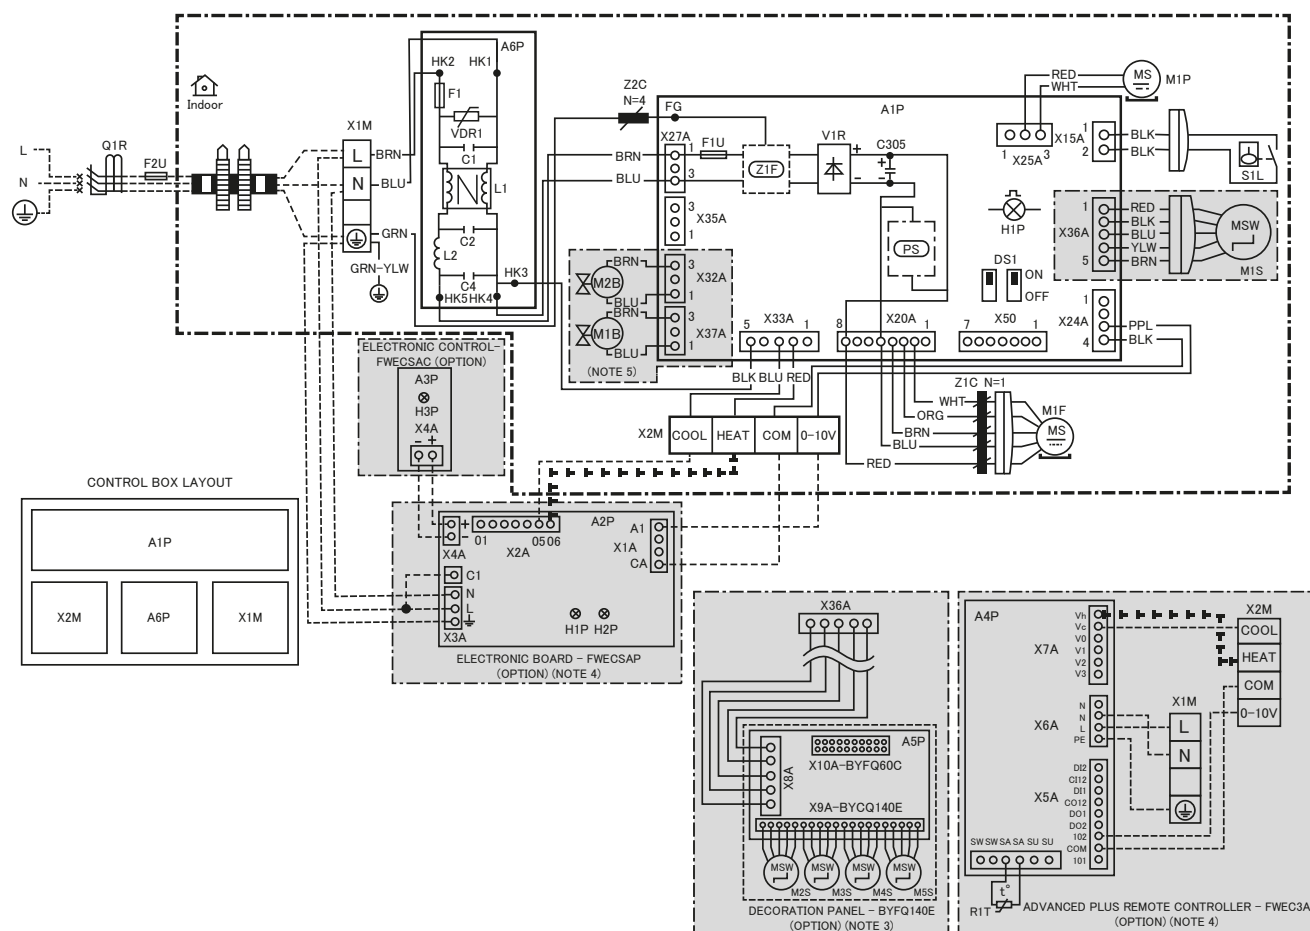 Indoor
L
N
Q1R
F2U
X1M
L
N
BRN
BLU
GRN
GRN-YLW
A6P
HK2
HK1
F1
VDR1
C1
L1
C2
L2
C4
HK3
HK5
HK4
Z2C
N=4
FG
A1P
X27A
1
3
BRN
BLU
F1U
Z1F
V1R
+
-
C305
+
-
PS
X35A
3
1
X32A
3
1
BRN
M2B
BLU
X37A
3
1
BRN
M1B
BLU
(NOTE 5)
RED
WHT
MS
M1P
1
X25A
3
X15A
1
2
BLK
BLK
S1L
H1P
X36A
1
5
RED
BLK
BLU
YLW
BRN
MSW
M1S
DS1
ON
OFF
X24A
1
4
PPL
BLK
5
X33A
1
8
X20A
1
7
X50
1
BLK
BLU
RED
X2M
COOL
HEAT
COM
0-10V
Z1C
N=1
WHT
ORG
BRN
BLU
RED
M1F
MS
ELECTRONIC CONTROL-
FWECSAC (OPTION)
A3P
H3P
X4A
-
+
CONTROL BOX LAYOUT
A1P
X2M
A6P
X1M
X4A
+
-
01
X2A
05
06
A2P
A1
X1A
CA
C1
N
L
X3A
H1P
H2P
ELECTRONIC BOARD - FWECSAP
(OPTION) (NOTE 4)
X36A
A5P
X10A-BYFQ60C
X8A
X9A-BYCQ140E
MSW
MSW
MSW
MSW
M2S
M3S
M4S
M5S
DECORATION PANEL - BYFQ140E
(OPTION) (NOTE 3)
A4P
X7A
Vh
Vc
V0
V1
V2
V3
X6A
N
N
L
PE
X5A
DI2
CI12
DI1
CO12
DO1
DO2
102
COM
101
SW
SW
SA
SA
SU
SU
t°
R1T
X1M
L
N
X2M
COOL
HEAT
COM
0-10V
ADVANCED PLUS REMOTE CONTROLLER - FWEC3A
(OPTION) (NOTE 4)